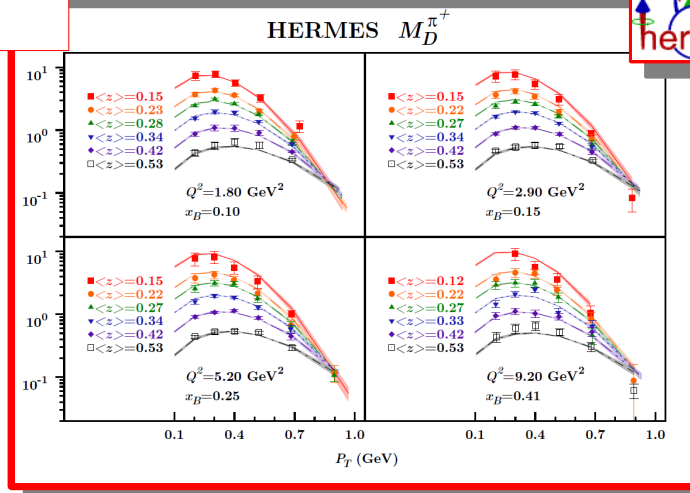 HERMES M_D^{π^+}
her
10^1
10^0
10^{-1}
<z>=0.15
<z>=0.23
<z>=0.28
<z>=0.34
<z>=0.42
<z>=0.53
Q^2=1.80 GeV^2
x_B=0.10
<z>=0.15
<z>=0.22
<z>=0.27
<z>=0.34
<z>=0.42
<z>=0.53
Q^2=2.90 GeV^2
x_B=0.15
10^1
10^0
10^{-1}
<z>=0.15
<z>=0.22
<z>=0.27
<z>=0.34
<z>=0.42
<z>=0.53
Q^2=5.20 GeV^2
x_B=0.25
<z>=0.12
<z>=0.22
<z>=0.27
<z>=0.33
<z>=0.42
<z>=0.53
Q^2=9.20 GeV^2
x_B=0.41
0.1 0.4 0.7 1.0 0.1 0.4 0.7 1.0
P_T (GeV)